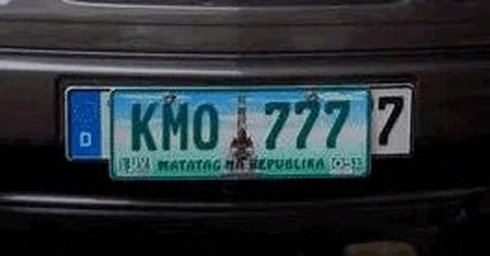 D
KMO 777
7
MATATAG NA REPUBLIKA